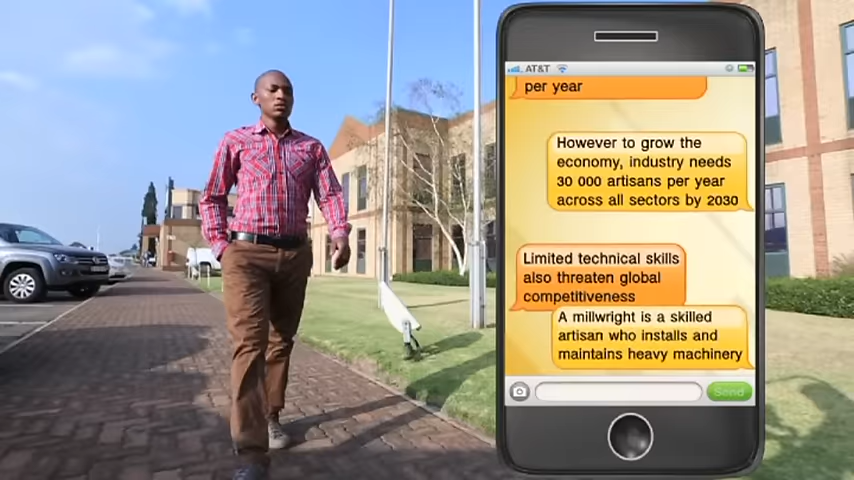 AT&T
per year
However to grow the
economy, industry needs
30 000 artisans per year
across all sectors by 2030
Limited technical skills
also threaten global
competitiveness
A millwright is a skilled
artisan who installs and
maintains heavy machinery
Send